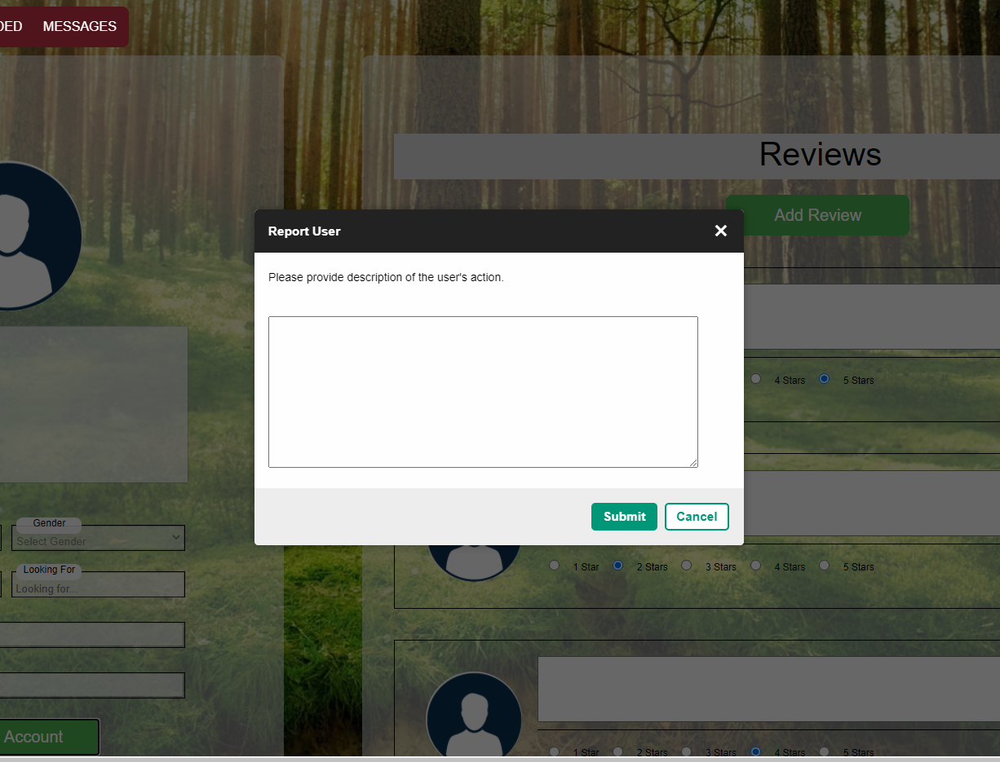 DED MESSAGES
Reviews
Add Review
Report User
Please provide description of the user's action.
4 Stars 5 Stars
Submit Cancel
Gender
Select Gender
Looking For
Looking for...
1 Star 2 Stars 3 Stars 4 Stars 5 Stars
Account
1 Star 2 Stars 3 Stars 4 Stars 5 Stars